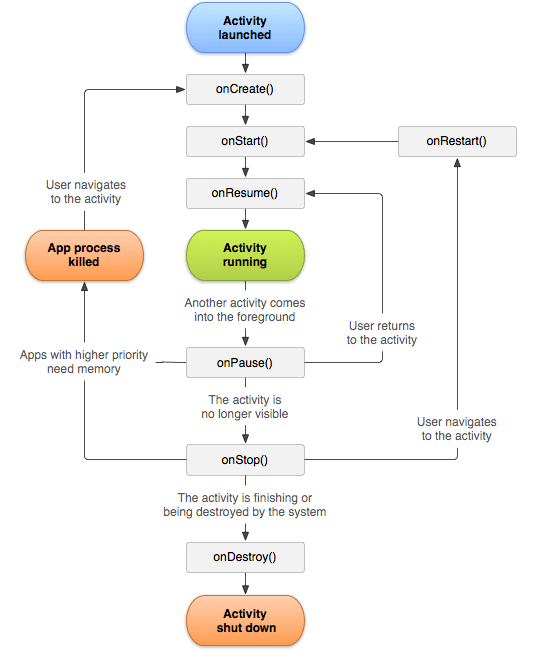 Activity
launched
onCreate()
onStart()
onRestart()
User navigates
to the activity
onResume()
App process
killed
Activity
running
Another activity comes
into the foreground
User returns
to the activity
Apps with higher priority
need memory
onPause()
The activity is
no longer visible
User navigates
to the activity
onStop()
The activity is finishing or
being destroyed by the system
onDestroy()
Activity
shut down